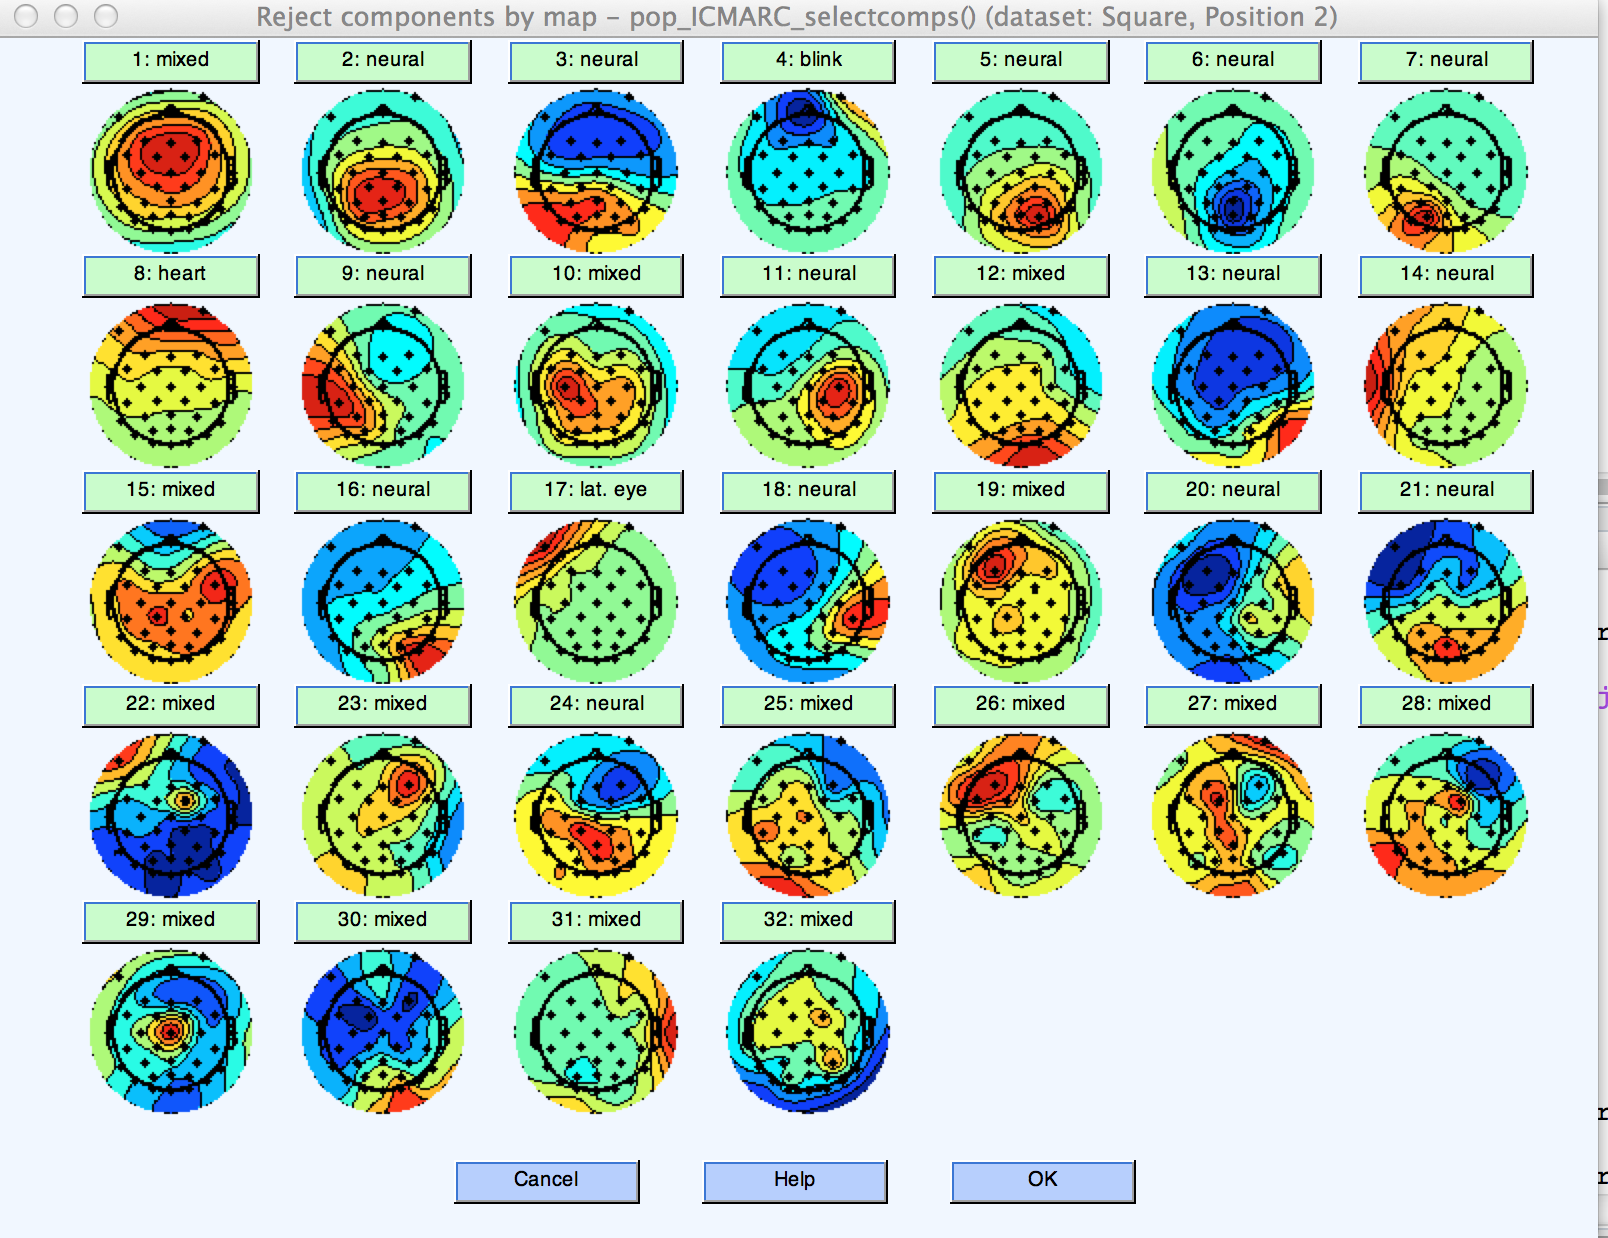 Reject components by map – pop_ICMARC_selectcomps() (dataset: Square, Position 2)
1: mixed
2: neural
3: neural
4: blink
5: neural
6: neural
7: neural
8: heart
9: neural
10: mixed
11: neural
12: mixed
13: neural
14: neural
15: mixed
16: neural
17: lat. eye
18: neural
19: mixed
20: neural
21: neural
22: mixed
23: mixed
24: neural
25: mixed
26: mixed
27: mixed
28: mixed
29: mixed
30: mixed
31: mixed
32: mixed
Cancel
Help
OK